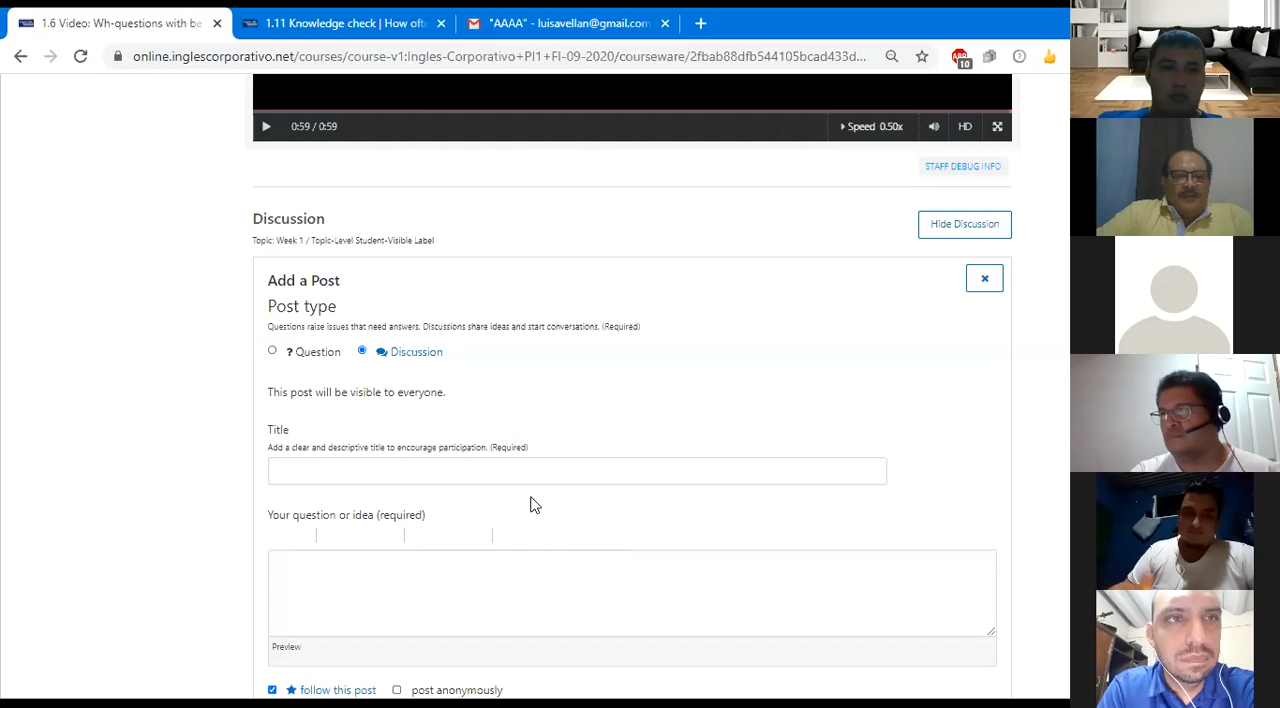 1.6 Video: Wh-questions with be
1.11 Knowledge check | How oft
"AAAA" - luisavellan@gmail.com
online.inglescorporativo.net/courses/course-v1:Ingles-Corporativo+PI1+FI-09-2020/courseware/2fbab88dfb544105bcad433d...
ABP
10
0:59 / 0:59
Speed 0.50x
HD
STAFF DEBUG INFO
Discussion
Hide Discussion
Topic: Week 1 / Topic-Level Student-Visible Label
Add a Post
Post type
Questions raise issues that need answers. Discussions share ideas and start conversations. (Required)
? Question
Discussion
This post will be visible to everyone.
Title
Add a clear and descriptive title to encourage participation. (Required)
Your question or idea (required)
Preview
follow this post
post anonymously